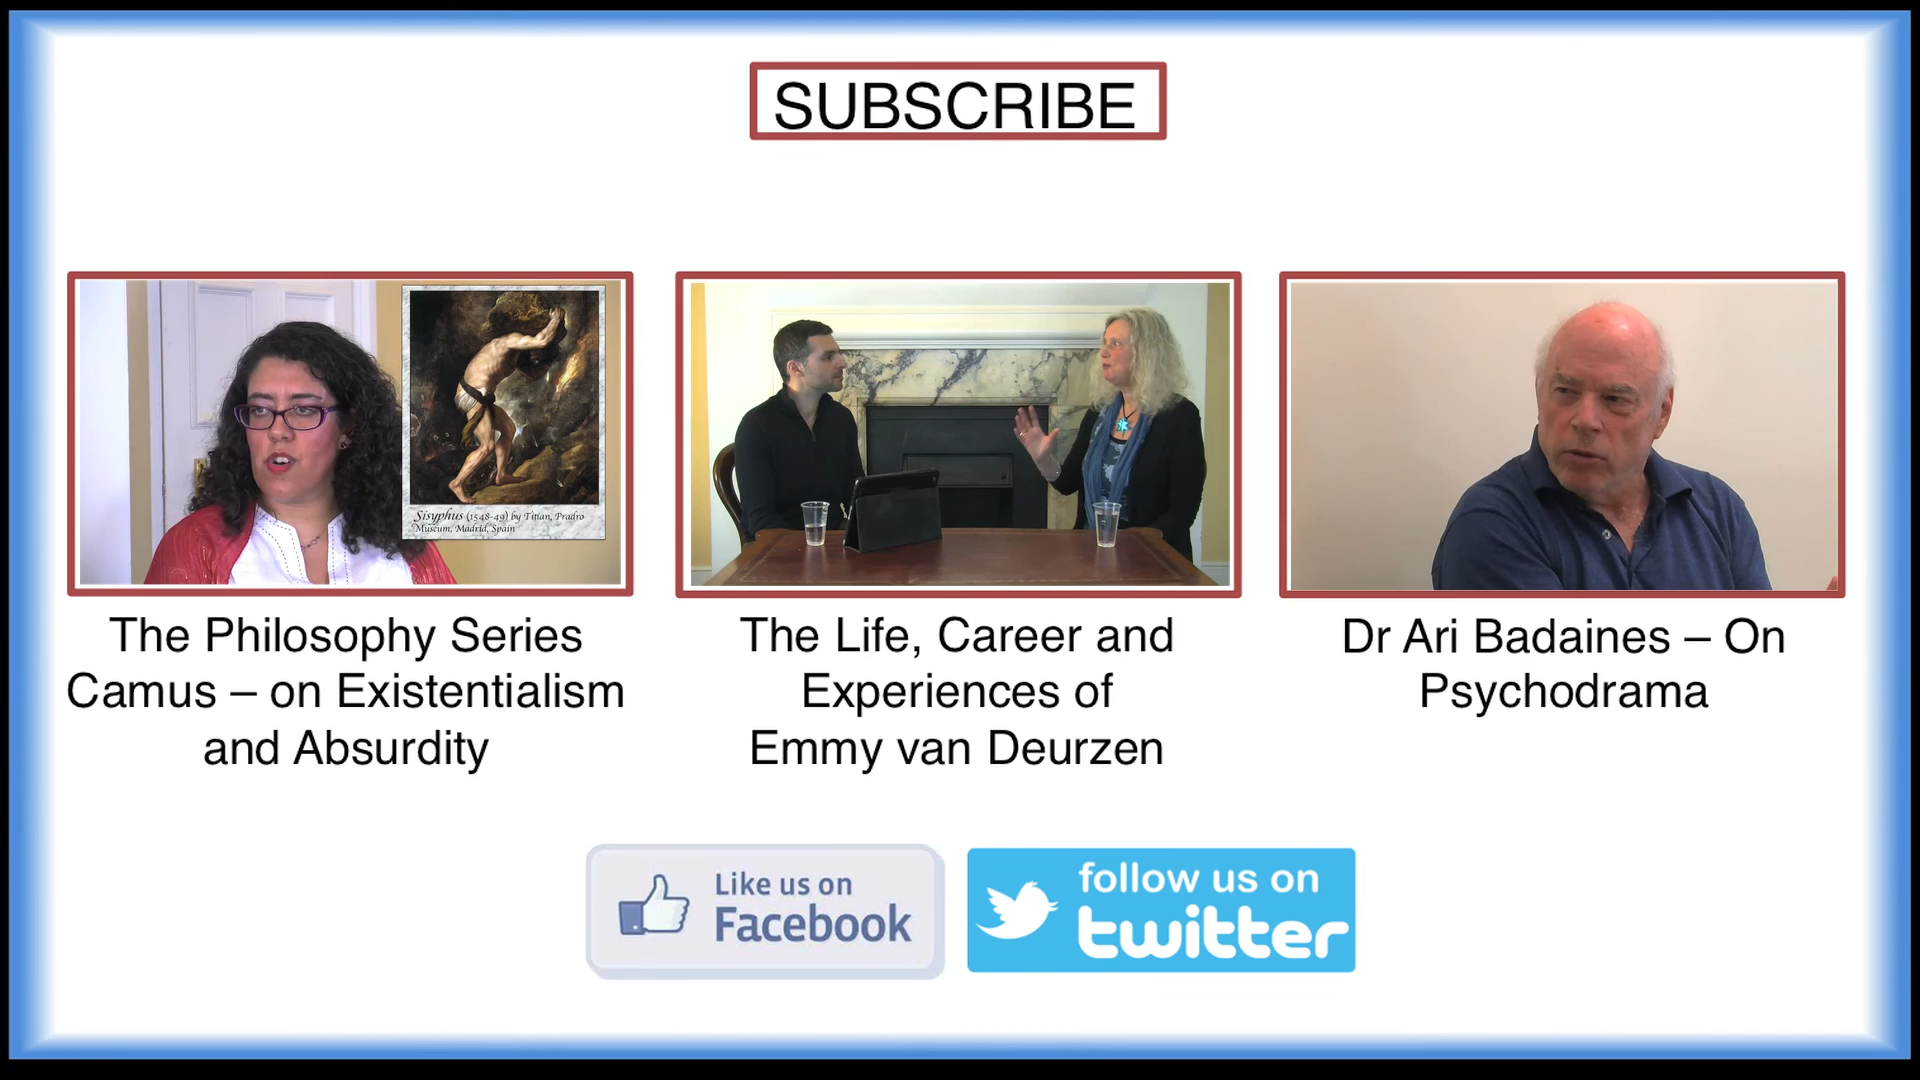 SUBSCRIBE
Sisyphus (1548-49) by Titian, Pradro
Museum, Madrid, Spain
The Philosophy Series
Camus – on Existentialism
and Absurdity
The Life, Career and
Experiences of
Emmy van Deurzen
Dr Ari Badaines – On
Psychodrama
Like us on
Facebook
follow us on
twitter